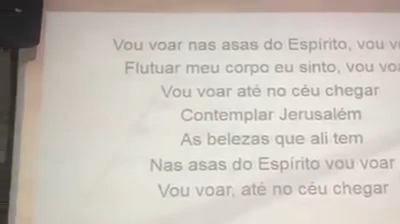 Vou voar nas asas do Espírito, vou v
Flutuar meu corpo eu sinto, vou voa
Vou voar até no céu chegar
Contemplar Jerusalém
As belezas que ali tem
Nas asas do Espírito vou voar
Vou voar, até no céu chegar